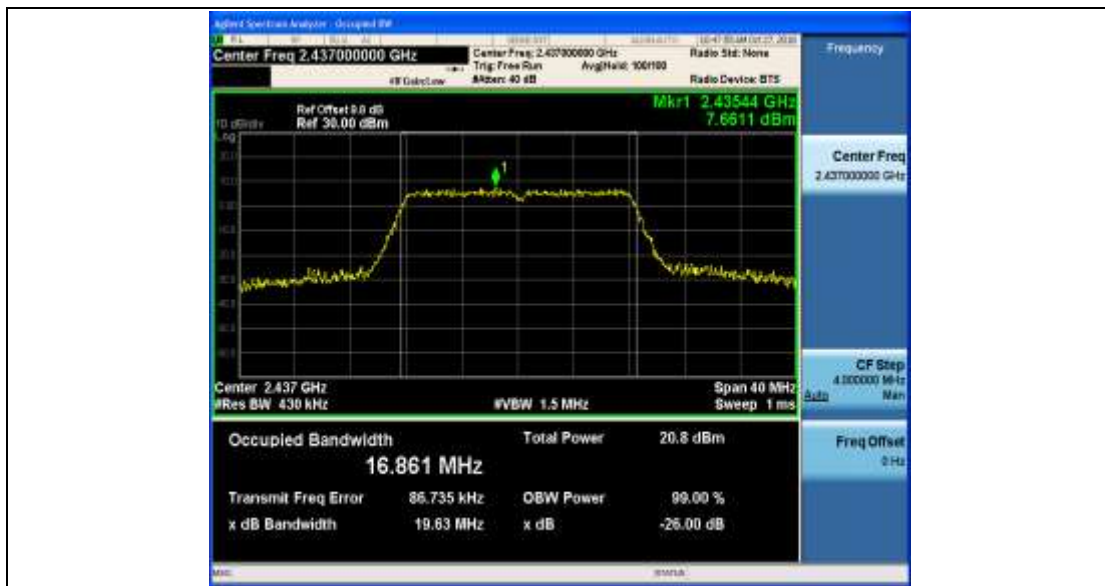 Agilent Spectrum Analyzer - Occupied BW
Center Freq 2.437000000 GHz
Center Freq: 2.437000000 GHz
Radio Std: None
Trig: Free Run
Avg|Hold: 100/100
#IFGain:Low
#Atten: 40 dB
Radio Device: BTS
Frequency
Mkr1 2.43544 GHz
7.6611 dBm
Ref Offset 9.8 dB
10 dB/div
Ref 30.00 dBm
Log
1
Center Freq
2.437000000 GHz
Center 2.437 GHz
Span 40 MHz
#Res BW 430 kHz
#VBW 1.5 MHz
Sweep 1 ms
CF Step
4.000000 MHz
Auto
Man
Occupied Bandwidth
Total Power
20.8 dBm
16.861 MHz
Freq Offset
0 Hz
Transmit Freq Error
86.735 kHz
OBW Power
99.00 %
x dB Bandwidth
19.63 MHz
x dB
-26.00 dB
MSG
STATUS